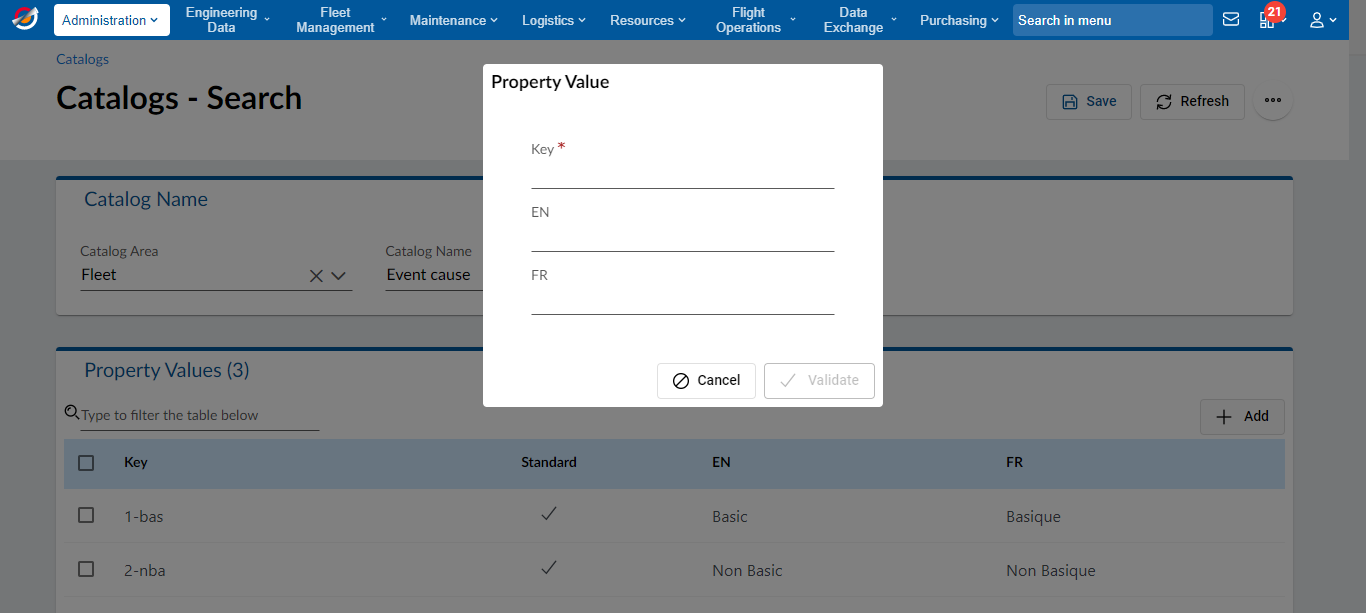 Administration
Engineering Data
Fleet Management
Maintenance
Logistics
Resources
Flight Operations
Data Exchange
Purchasing
Search in menu
21
Catalogs
Catalogs - Search
Save
Refresh
Catalog Name
Catalog Area
Fleet
Catalog Name
Event cause
Property Value
Key *
EN
FR
Cancel
Validate
Property Values (3)
Type to filter the table below
Add
Key Standard EN FR
1-bas Basic Basique
2-nba Non Basic Non Basique